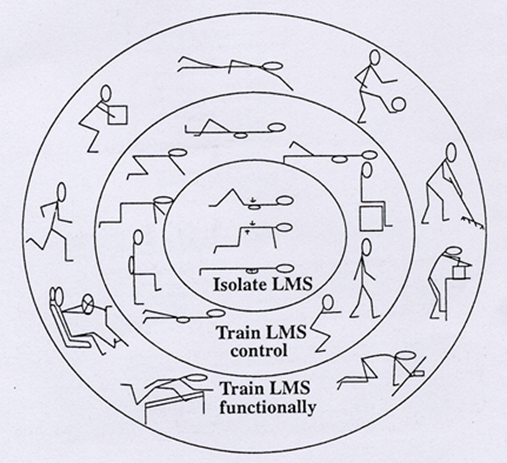 Isolate LMS
Train LMS
control
Train LMS
functionally